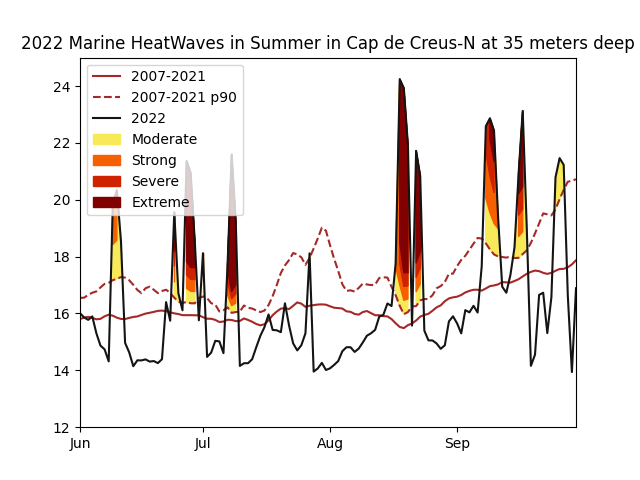 2022 Marine HeatWaves in Summer in Cap de Creus-N at 35 meters deep
24
22
20
18
16
14
12
2007-2021
2007-2021 p90
2022
Moderate
Strong
Severe
Extreme
Jun
Jul
Aug
Sep